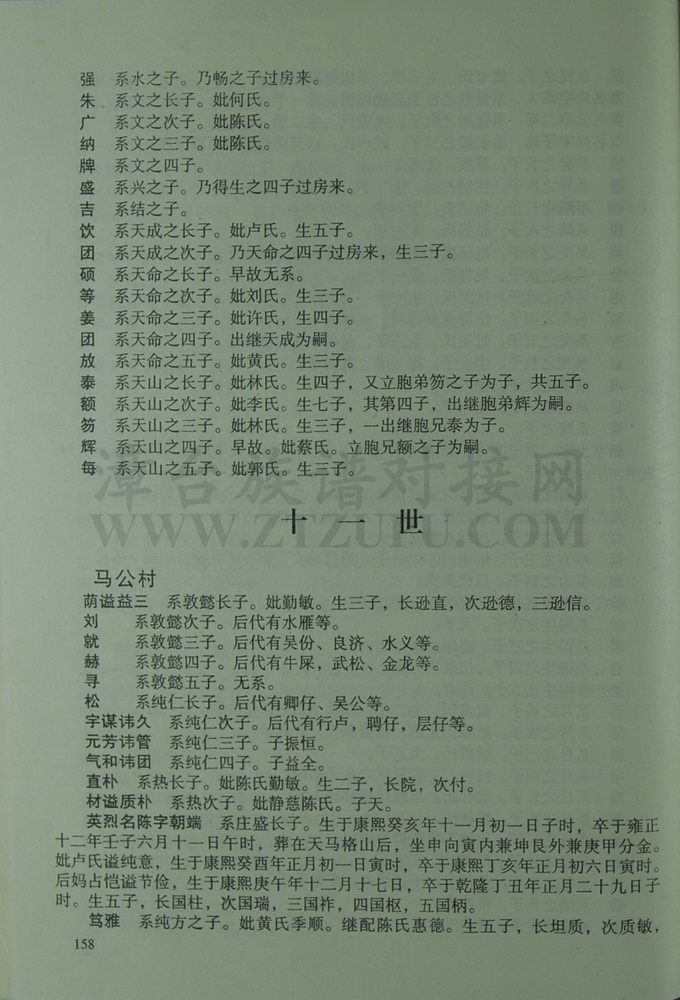 强 系水之子。乃畅之子过房来。
朱 系文之长子。妣何氏。
广 系文之次子。妣陈氏。
纳 系文之三子。妣陈氏。
牌 系文之四子。
盛 系兴之子。乃得生之四子过房来。
吉 系结之子。
饮 系天成之长子。妣卢氏。生五子。
团 系天成之次子。乃天命之四子过房来，生三子。
硕 系天命之长子。早故无系。
等 系天命之次子。妣刘氏。生三子。
姜 系天命之三子。妣许氏，生四子。
团 系天命之四子。出继天成为嗣。
放 系天命之五子。妣黄氏。生三子。
泰 系天山之长子。妣林氏。生四子，又立胞弟笏之子为子，共五子。
额 系天山之次子。妣李氏。生七子，其第四子，出继胞弟辉为嗣。
笏 系天山之三子。妣林氏。生三子，一出继胞兄泰为子。
辉 系天山之四子。早故。妣蔡氏。立胞兄额之子为嗣。
每 系天山之五子。妣郭氏。生三子。
漳台族谱对接网
WWW.ZTZUPU.COM
十一世
马公村
荫谥益三 系敦懿长子。妣勤敏。生三子，长逊直，次逊德，三逊信。
刘 系敦懿次子。后代有水雁等。
就 系敦懿三子。后代有吴份、良济、水义等。
赫 系敦懿四子。后代有牛屎，武松、金龙等。
寻 系敦懿五子。无系。
松 系纯仁长子。后代有卿仔、吴公等。
字谋讳久 系纯仁次子。后代有行卢，聘仔，层仔等。
元芳讳管 系纯仁三子。子振恒。
气和讳团 系纯仁四子。子益全。
直朴 系热长子。妣陈氏勤敏。生二子，长院，次付。
材谥质朴 系热次子。妣静慈陈氏。子天。
英烈名陈字朝端 系庄盛长子。生于康熙癸亥年十一月初一日子时，卒于雍正
十二年壬子六月十一日午时，葬在天马格山后，坐申向寅内兼坤艮外兼庚甲分金。
妣卢氏谥纯意，生于康熙癸酉年正月初一日寅时，卒于康熙丁亥年正月初六日寅时。
后妈占恺谥节俭，生于康熙庚午年十二月十七日，卒于乾隆丁丑年正月二十九日子
时。生五子，长国柱，次国瑞，三国祚，四国枢，五国柄。
笃雅 系纯方之子。妣黄氏季顺。继配陈氏惠德。生五子，长坦质，次质敏，
158